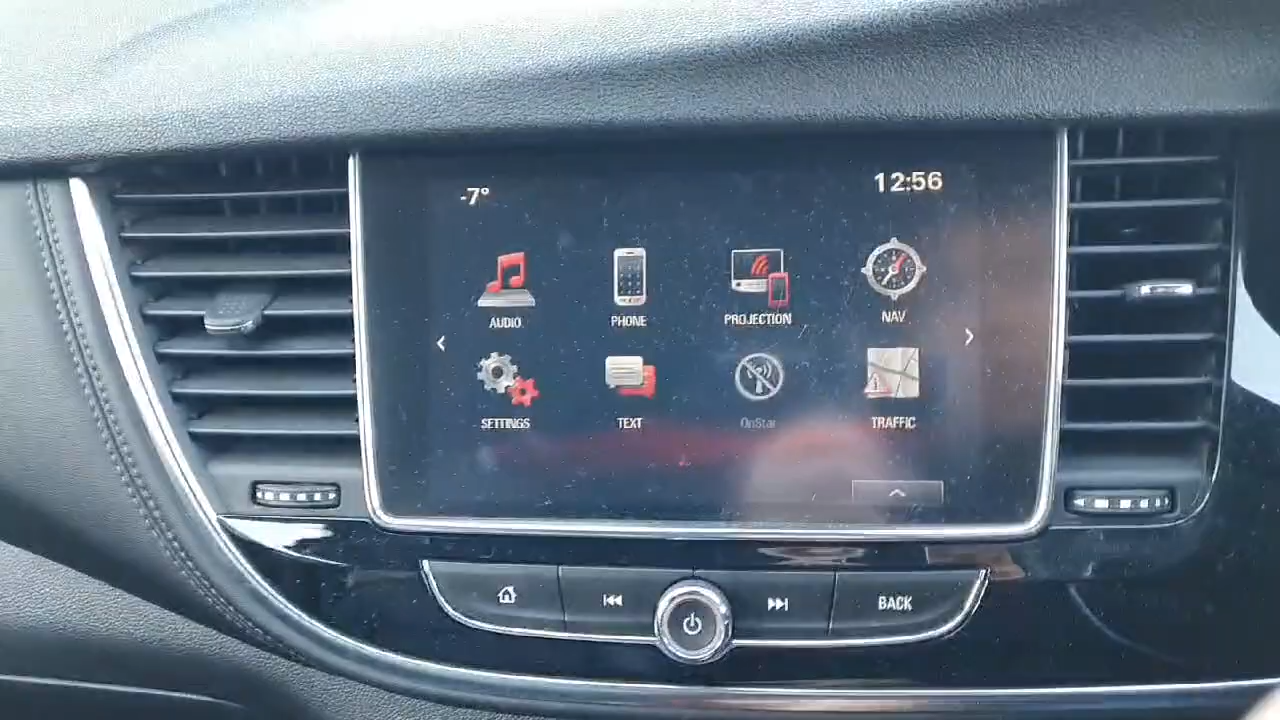 -7° 12:56
AUDIO PHONE PROJECTION NAV
SETTINGS TEXT OnStar TRAFFIC
BACK